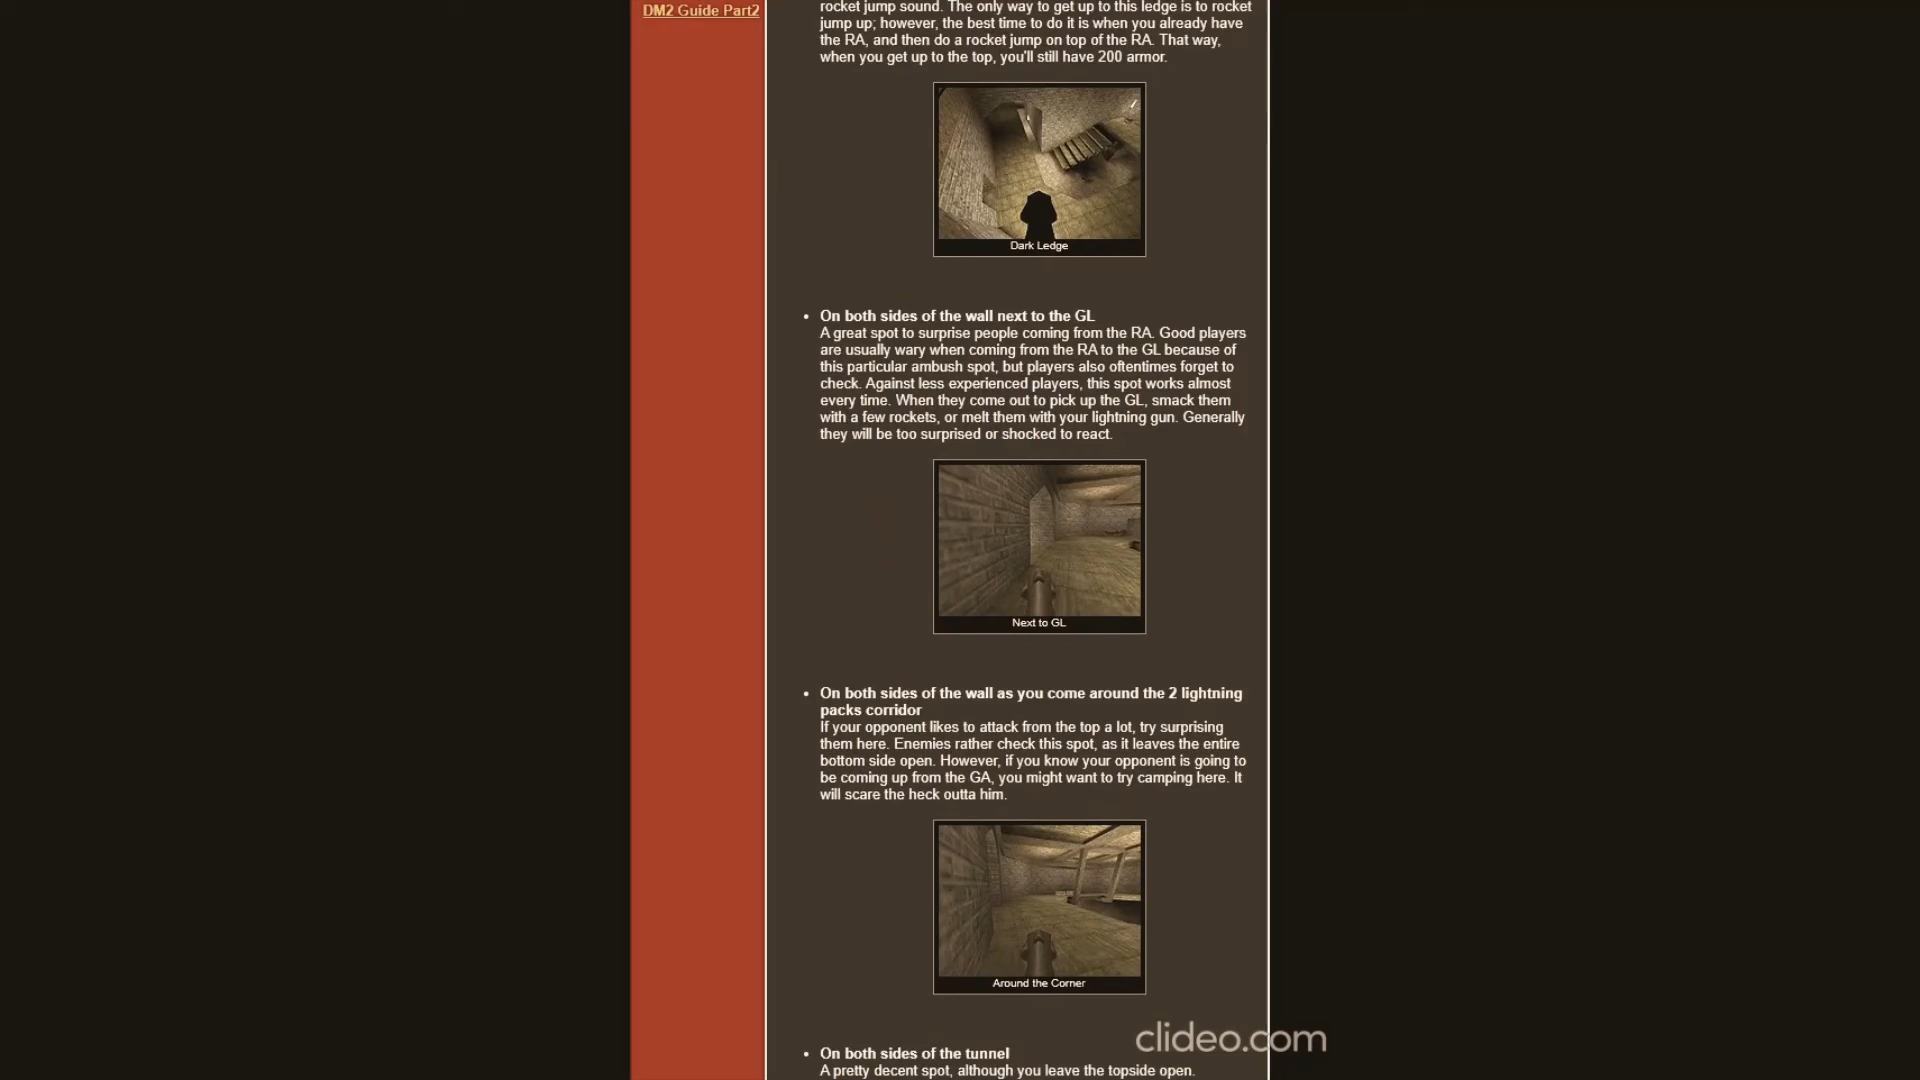 DM2 Guide Part2
rocket jump sound. The only way to get up to this ledge is to rocket
jump up; however, the best time to do it is when you already have
the RA, and then do a rocket jump on top of the RA. That way,
when you get up to the top, you'll still have 200 armor.
Dark Ledge
• On both sides of the wall next to the GL
A great spot to surprise people coming from the RA. Good players
are usually wary when coming from the RA to the GL because of
this particular ambush spot, but players also oftentimes forget to
check. Against less experienced players, this spot works almost
every time. When they come out to pick up the GL, smack them
with a few rockets, or melt them with your lightning gun. Generally
they will be too surprised or shocked to react.
Next to GL
• On both sides of the wall as you come around the 2 lightning
packs corridor
If your opponent likes to attack from the top a lot, try surprising
them here. Enemies rather check this spot, as it leaves the entire
bottom side open. However, if you know your opponent is going to
be coming up from the GA, you might want to try camping here. It
will scare the heck outta him.
Around the Corner
• On both sides of the tunnel
A pretty decent spot, although you leave the topside open.
clideo.com